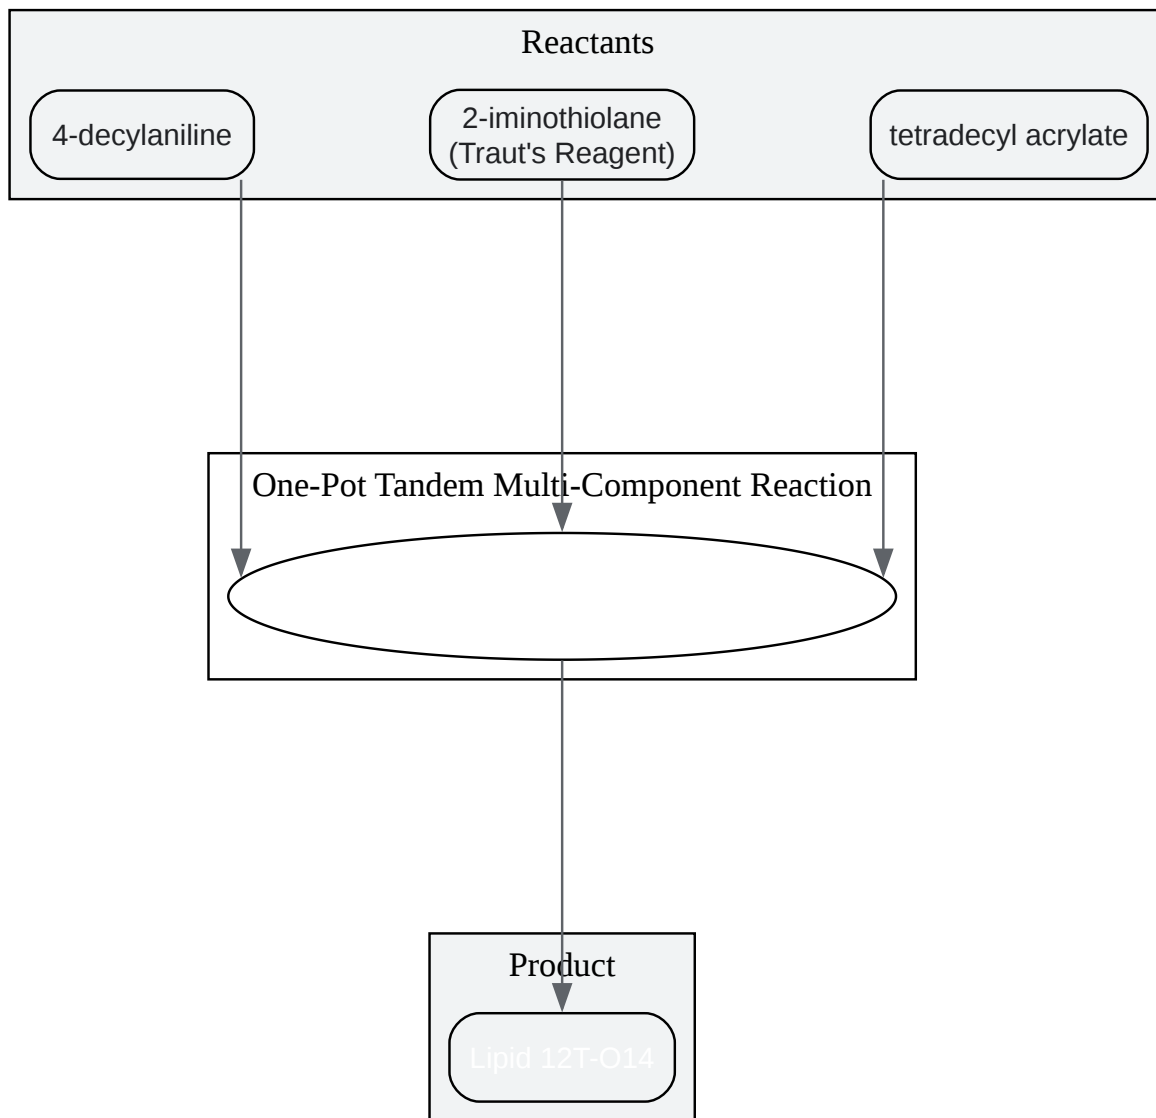 Reactants
4-decylaniline
2-iminothiolane
(Traut's Reagent)
tetradecyl acrylate
One-Pot Tandem Multi-Component Reaction
Product
Lipid 12T-O14